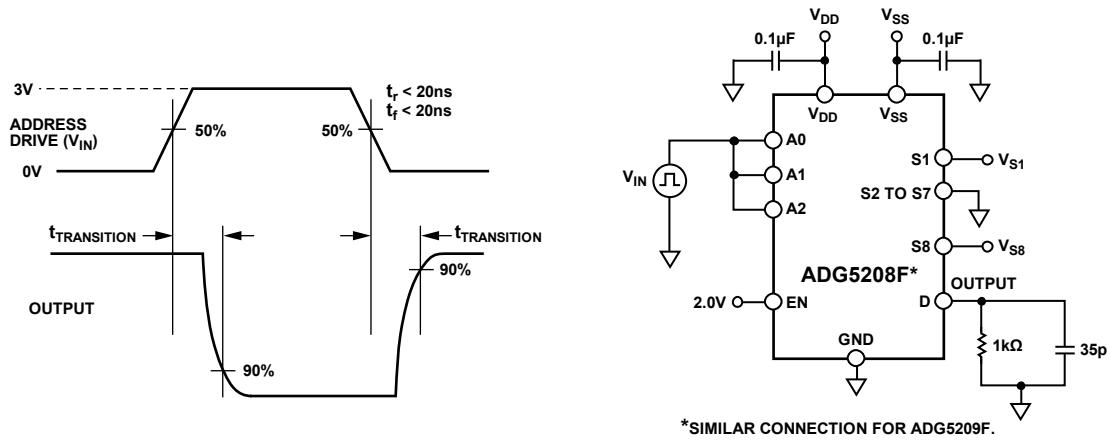 3V
ADDRESS
DRIVE (VIN)
0V
50%
50%
tr < 20ns
tf < 20ns
tTRANSITION
tTRANSITION
90%
OUTPUT
90%
VDD
VSS
0.1µF
0.1µF
VDD
VSS
A0
A1
A2
VIN
S1
VS1
S2 TO S7
S8
VS8
ADG5208F*
OUTPUT
2.0V
EN
D
GND
1kΩ
35p
*SIMILAR CONNECTION FOR ADG5209F.